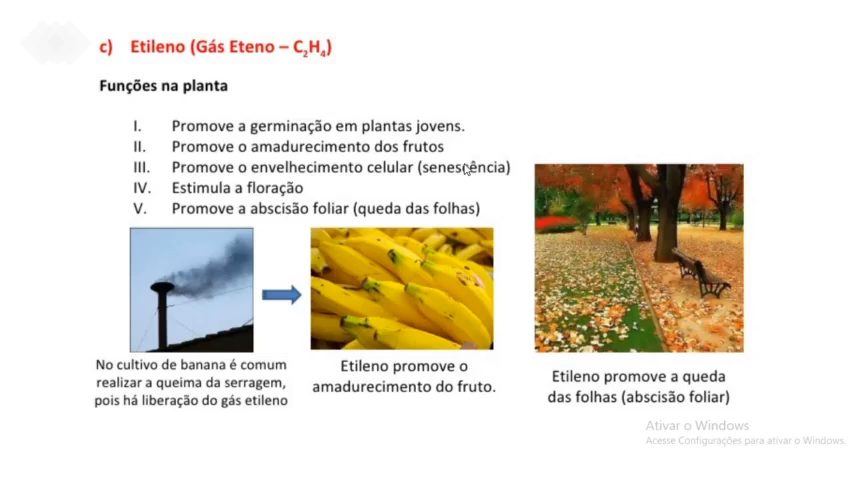 c) Etileno (Gás Eteno – C₂H₄)
Funções na planta
I. Promove a germinação em plantas jovens.
II. Promove o amadurecimento dos frutos
III. Promove o envelhecimento celular (senescência)
IV. Estimula a floração
V. Promove a abscisão foliar (queda das folhas)
No cultivo de banana é comum
realizar a queima da serragem,
pois há liberação do gás etileno
Etileno promove o
amadurecimento do fruto.
Etileno promove a queda
das folhas (abscisão foliar)
Ativar o Windows
Acesse Configurações para ativar o Windows.